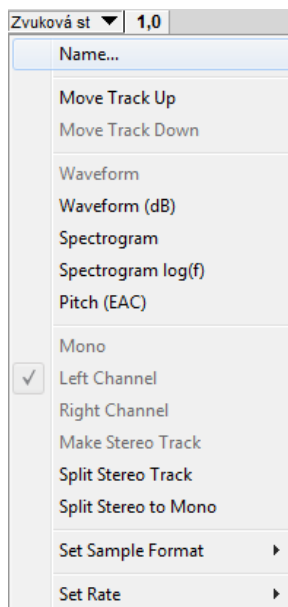 Zvuková st 1,0
Name...
Move Track Up
Move Track Down
Waveform
Waveform (dB)
Spectrogram
Spectrogram log(f)
Pitch (EAC)
Mono
Left Channel
Right Channel
Make Stereo Track
Split Stereo Track
Split Stereo to Mono
Set Sample Format
Set Rate